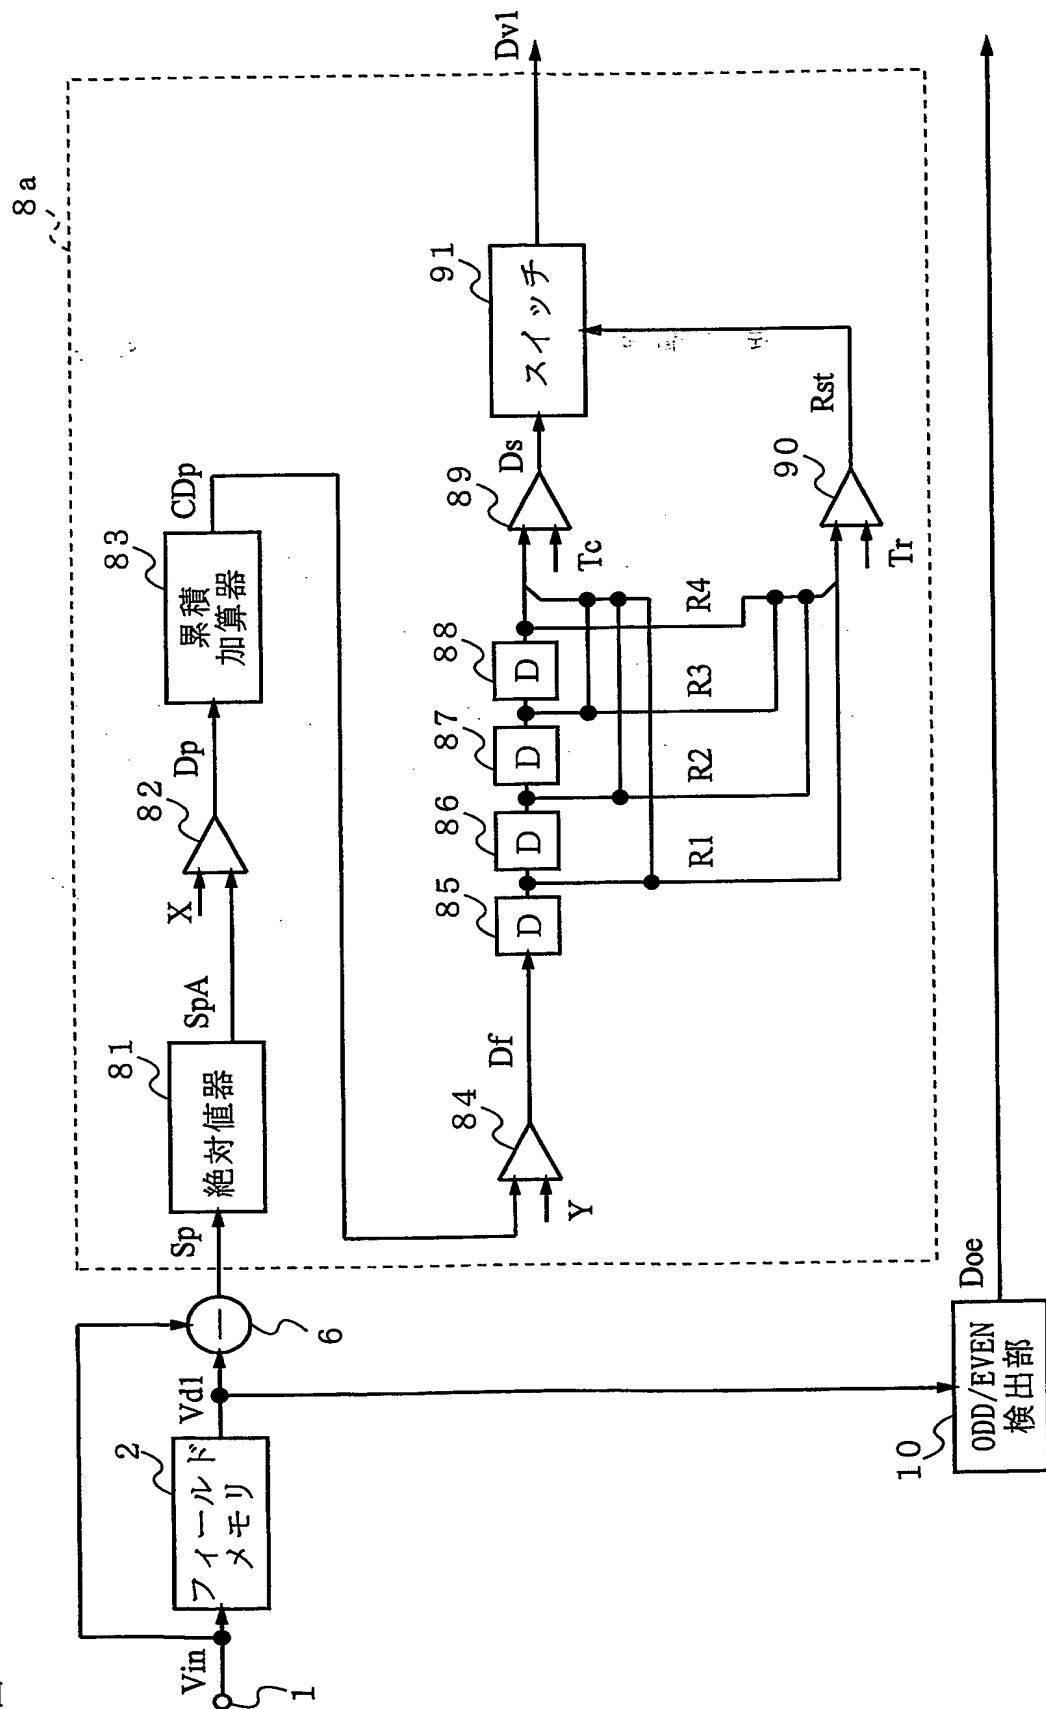 8a
Vin
1
フィールド
メモリ
2
Vd1
6
Sp
絶対値器
81
SpA
X
82
Dp
累積
加算器
83
CDp
Y
84
Df
D
85
D
86
D
87
D
88
R1
R2
R3
R4
Tc
89
Ds
Tr
90
Rst
スイッチ
91
Dv1
ODD/EVEN
検出部
10
Doe